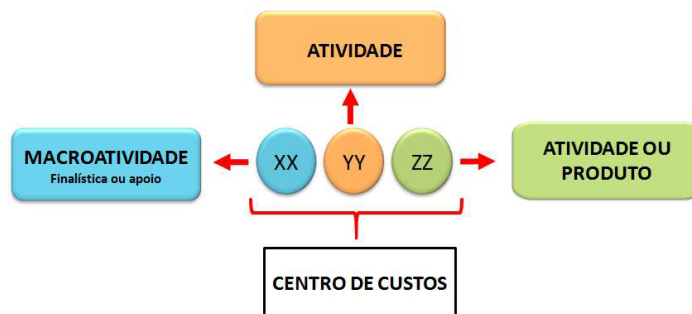 ATIVIDADE
MACROATIVIDADE
Finalística ou apoio
XX
YY
ZZ
ATIVIDADE OU
PRODUTO
CENTRO DE CUSTOS